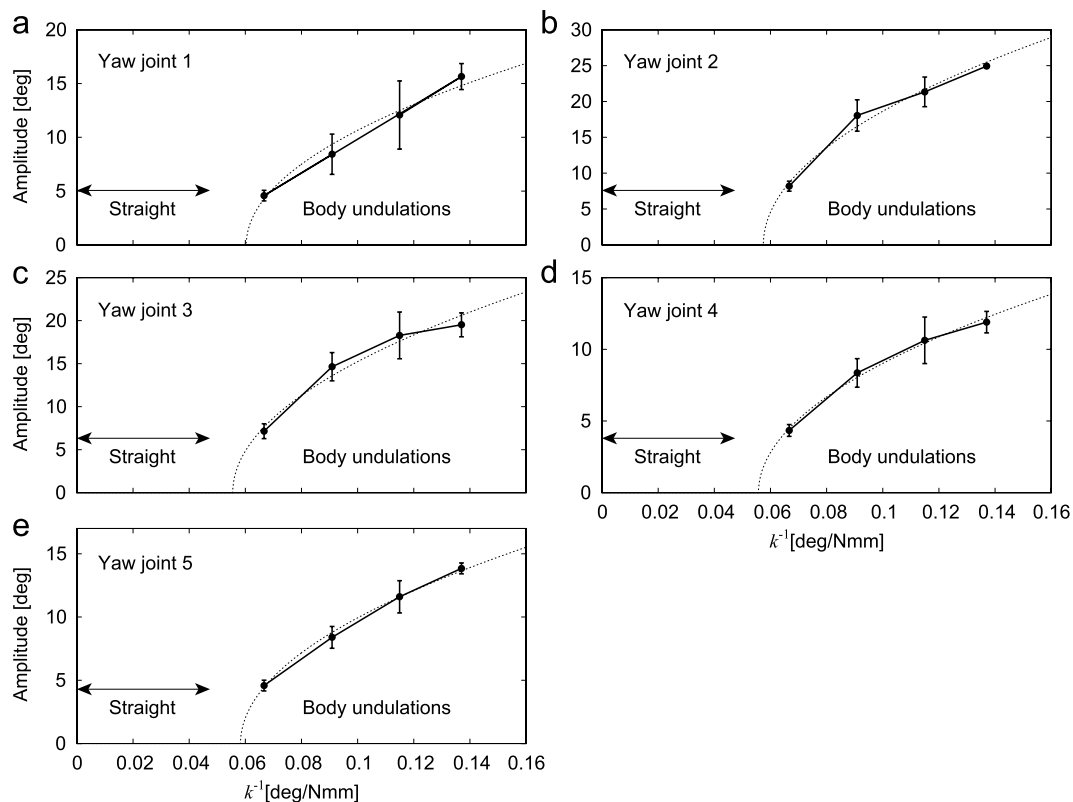 a
20
15
10
5
0
Amplitude [deg]
Yaw joint 1
Straight
Body undulations
b
30
25
20
15
10
5
0
Yaw joint 2
Straight
Body undulations
c
25
20
15
10
5
0
Amplitude [deg]
Yaw joint 3
Straight
Body undulations
d
15
10
5
0
Yaw joint 4
Straight
Body undulations
0 0.02 0.04 0.06 0.08 0.1 0.12 0.14 0.16
k⁻¹[deg/Nmm]
e
15
10
5
0
Amplitude [deg]
Yaw joint 5
Straight
Body undulations
0 0.02 0.04 0.06 0.08 0.1 0.12 0.14 0.16
k⁻¹[deg/Nmm]